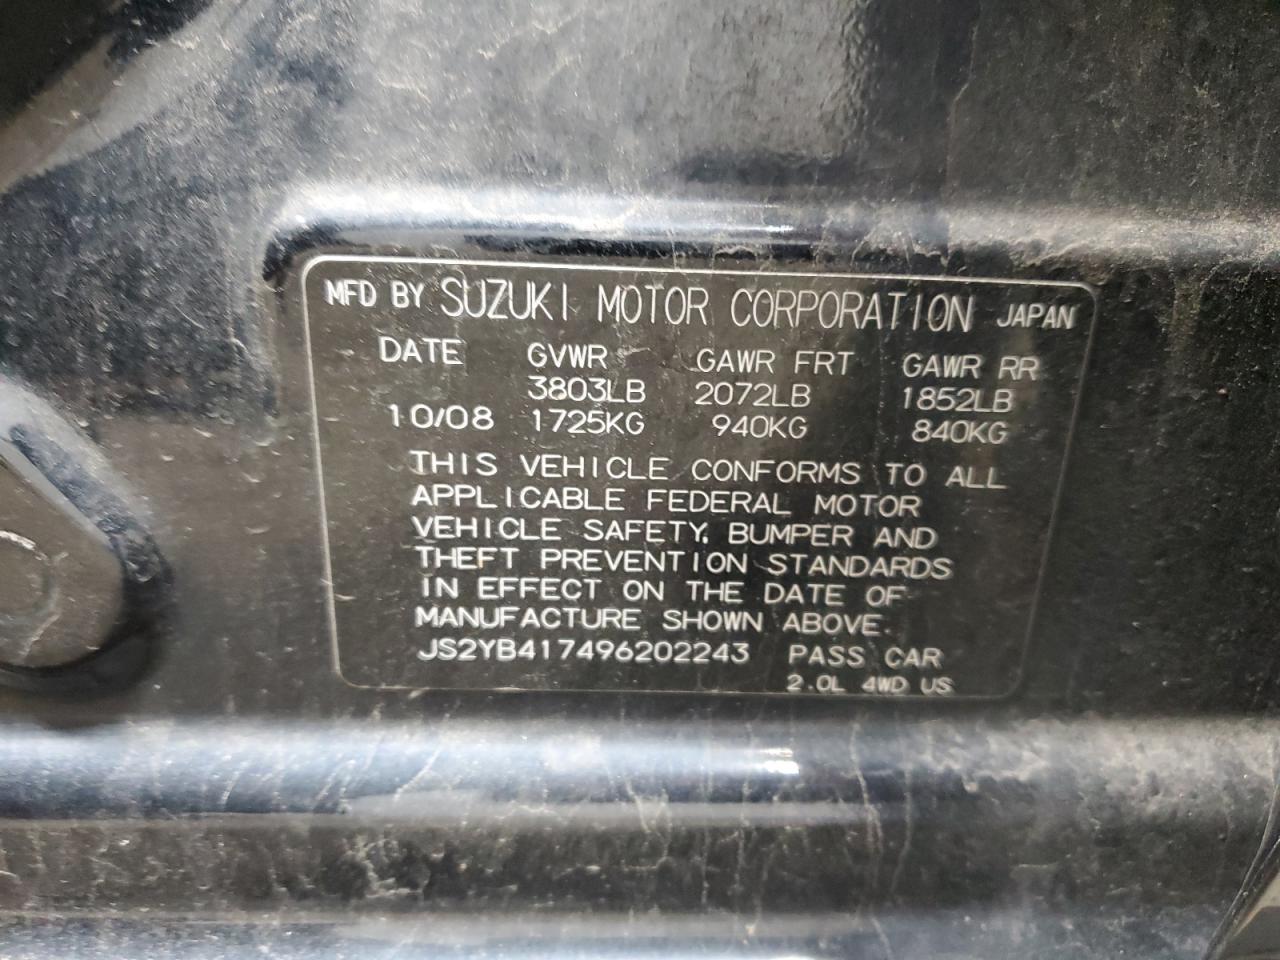 MFD BY SUZUKI MOTOR CORPORATION JAPAN
DATE GVWR GAWR FRT GAWR RR
3803LB 2072LB 1852LB
10/08 1725KG 940KG 840KG
THIS VEHICLE CONFORMS TO ALL
APPLICABLE FEDERAL MOTOR
VEHICLE SAFETY, BUMPER AND
THEFT PREVENTION STANDARDS
IN EFFECT ON THE DATE OF
MANUFACTURE SHOWN ABOVE.
JS2YB417496202243 PASS CAR
2.0L 4WD US